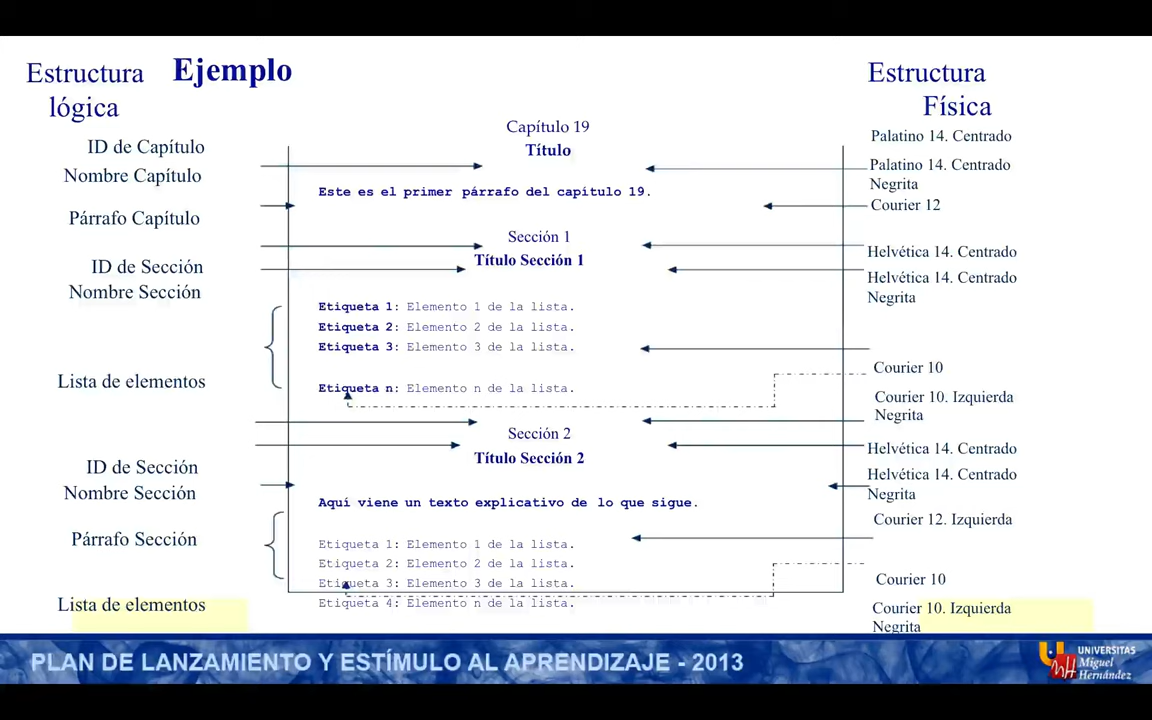 Ejemplo
Estructura
lógica
ID de Capítulo
Nombre Capítulo
Párrafo Capítulo
ID de Sección
Nombre Sección
Lista de elementos
ID de Sección
Nombre Sección
Párrafo Sección
Lista de elementos
Capítulo 19
Título
Este es el primer párrafo del capítulo 19.
Sección 1
Título Sección 1
Etiqueta 1: Elemento 1 de la lista.
Etiqueta 2: Elemento 2 de la lista.
Etiqueta 3: Elemento 3 de la lista.
Etiqueta n: Elemento n de la lista.
Sección 2
Título Sección 2
Aquí viene un texto explicativo de lo que sigue.
Etiqueta 1: Elemento 1 de la lista.
Etiqueta 2: Elemento 2 de la lista.
Etiqueta 3: Elemento 3 de la lista.
Etiqueta 4: Elemento n de la lista.
Estructura
Física
Palatino 14. Centrado
Palatino 14. Centrado
Negrita
Courier 12
Helvética 14. Centrado
Helvética 14. Centrado
Negrita
Courier 10
Courier 10. Izquierda
Negrita
Helvética 14. Centrado
Helvética 14. Centrado
Negrita
Courier 12. Izquierda
Courier 10
Courier 10. Izquierda
Negrita
PLAN DE LANZAMIENTO Y ESTÍMULO AL APRENDIZAJE - 2013
UNIVERSITAS
Miguel
Hernández